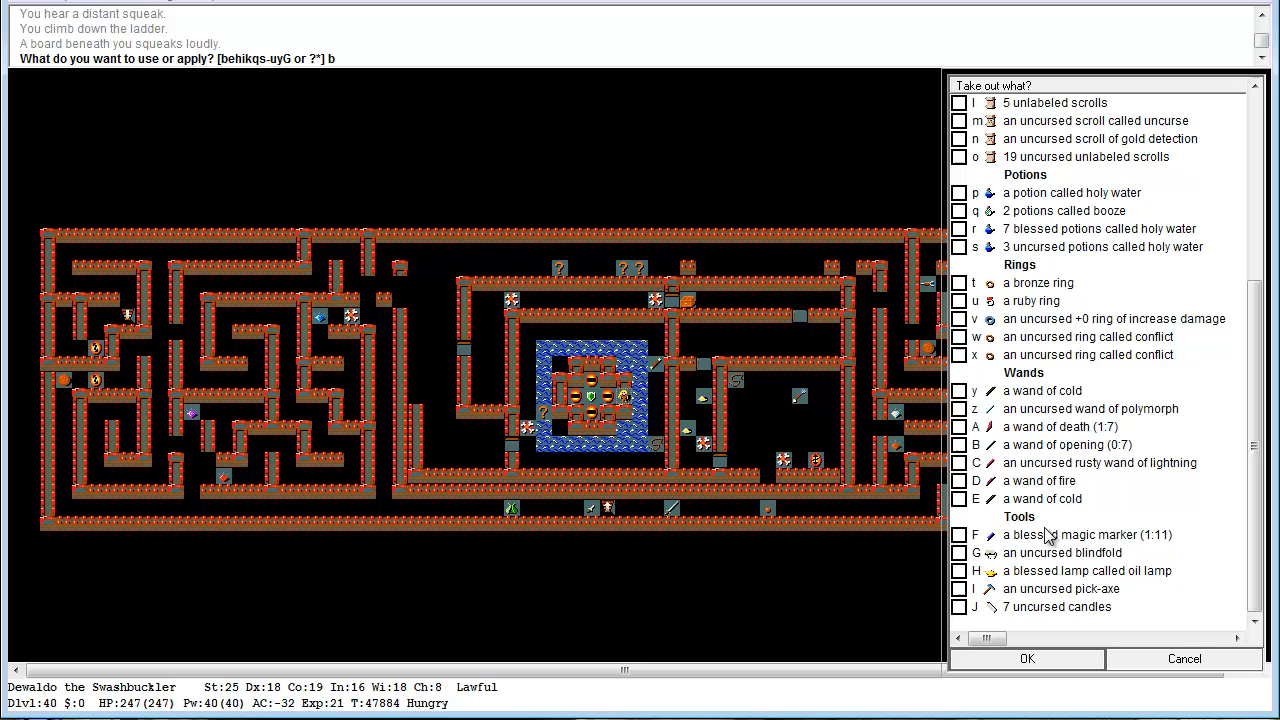 You hear a distant squeak.
You climb down the ladder.
A board beneath you squeaks loudly.
What do you want to use or apply? [behikqs-uyG or ?*] b
Take out what?
l 5 unlabeled scrolls
m an uncursed scroll called uncurse
n an uncursed scroll of gold detection
o 19 uncursed unlabeled scrolls
Potions
p a potion called holy water
q 2 potions called booze
r 7 blessed potions called holy water
s 3 uncursed potions called holy water
Rings
t a bronze ring
u a ruby ring
v an uncursed +0 ring of increase damage
w an uncursed ring called conflict
x an uncursed ring called conflict
Wands
y a wand of cold
z an uncursed wand of polymorph
A a wand of death (1:7)
B a wand of opening (0:7)
C an uncursed rusty wand of lightning
D a wand of fire
E a wand of cold
Tools
F a blessed magic marker (1:11)
G an uncursed blindfold
H a blessed lamp called oil lamp
I an uncursed pick-axe
J 7 uncursed candles
OK Cancel
Dewaldo the Swashbuckler St:25 Dx:18 Co:19 In:16 Wi:18 Ch:8 Lawful
Dlvl:40 $:0 HP:247(247) Pw:40(40) AC:-32 Exp:21 T:47884 Hungry